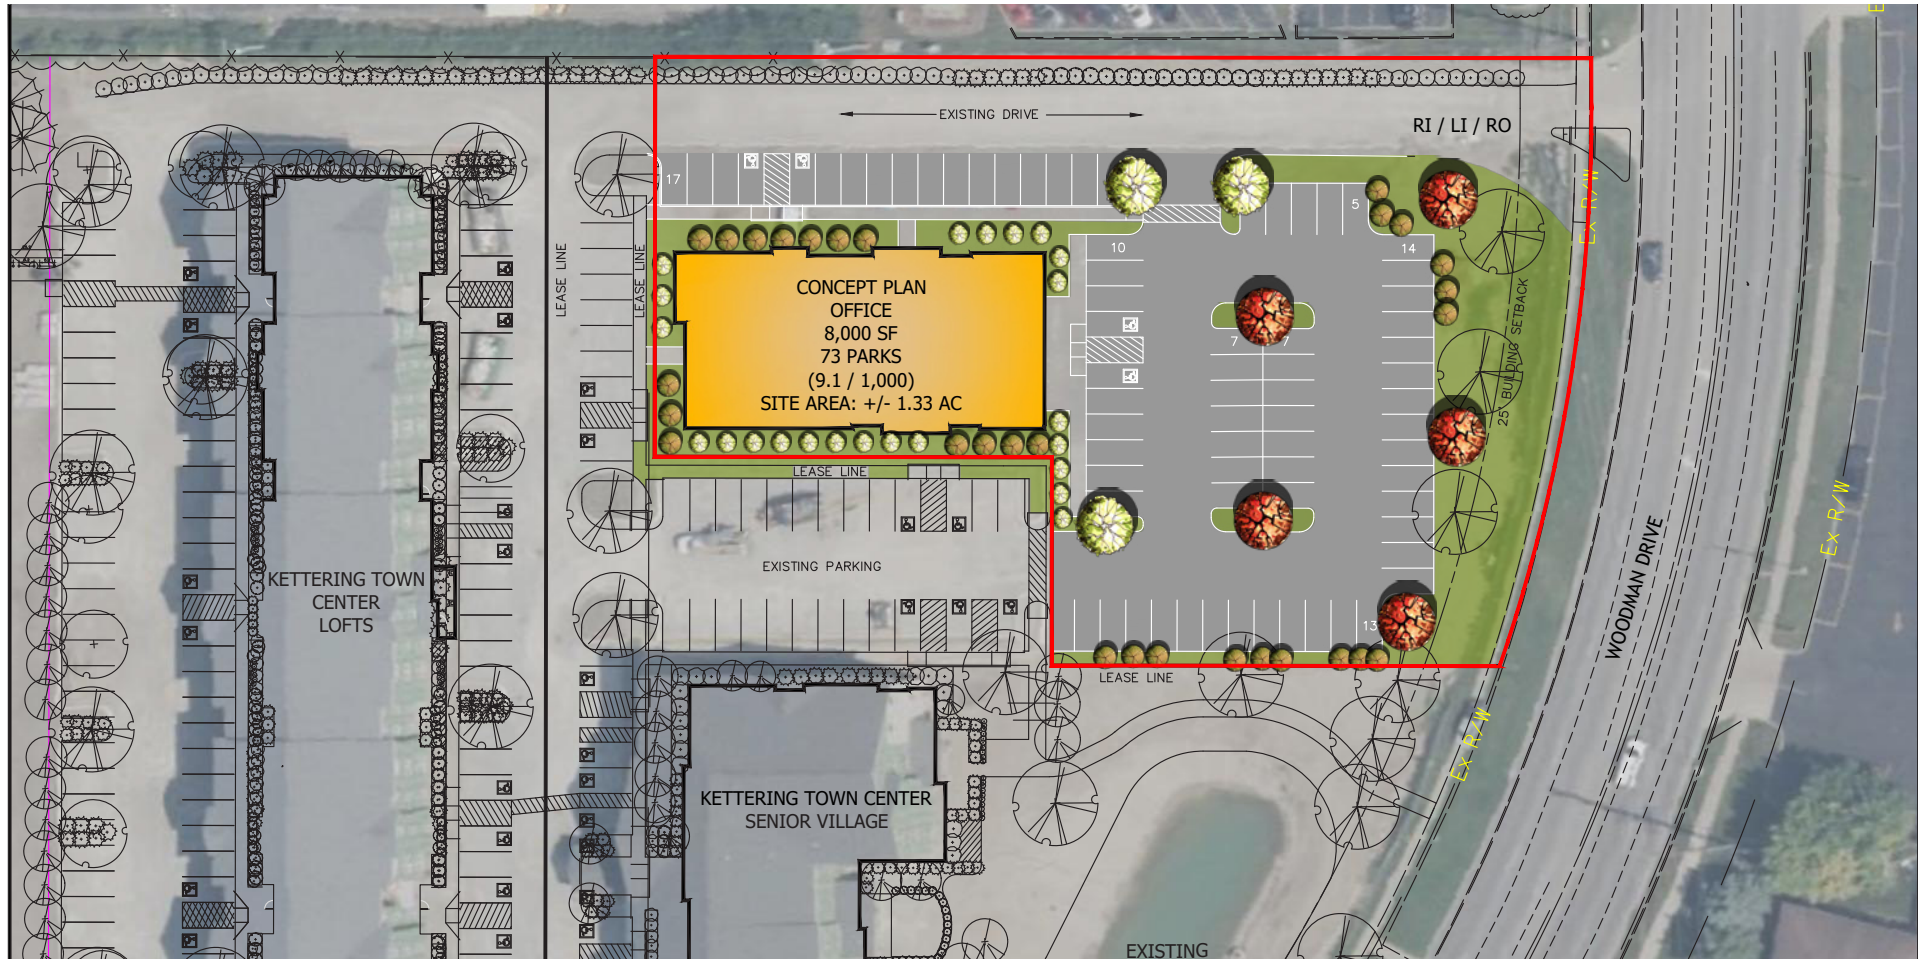 EXISTING DRIVE
RI / LI / RO
17
5
10
14
Ex R/W
E
LEASE LINE
LEASE LINE
CONCEPT PLAN
OFFICE
8,000 SF
73 PARKS
(9.1 / 1,000)
SITE AREA: +/- 1.33 AC
7
7
25' BUILDING SETBACK
LEASE LINE
EXISTING PARKING
Ex R/W
WOODMAN DRIVE
KETTERING TOWN
CENTER
LOFTS
13
LEASE LINE
Ex R/W
KETTERING TOWN CENTER
SENIOR VILLAGE
EXISTING